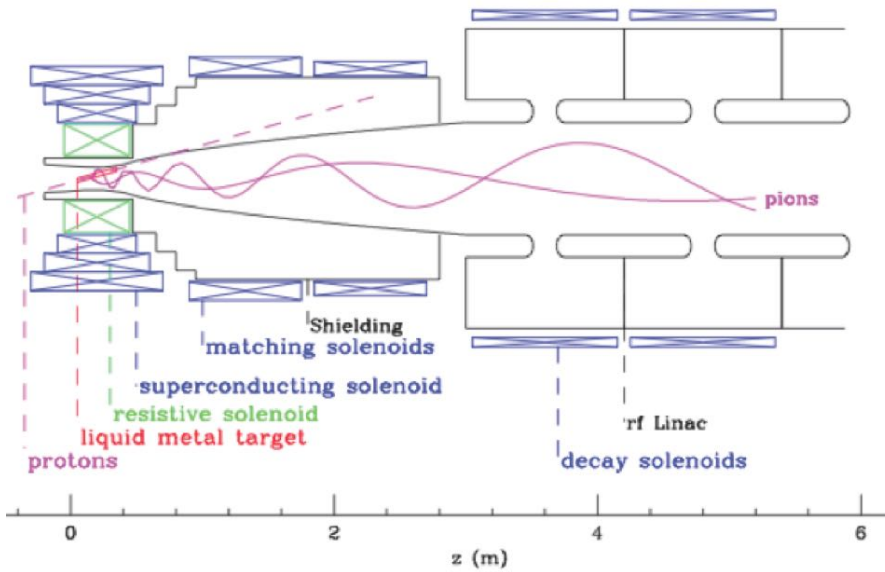 pions
Shielding
matching solenoids
superconducting solenoid
resistive solenoid
rf Linac
liquid metal target
protons
decay solenoids
0 2 4 6
z (m)